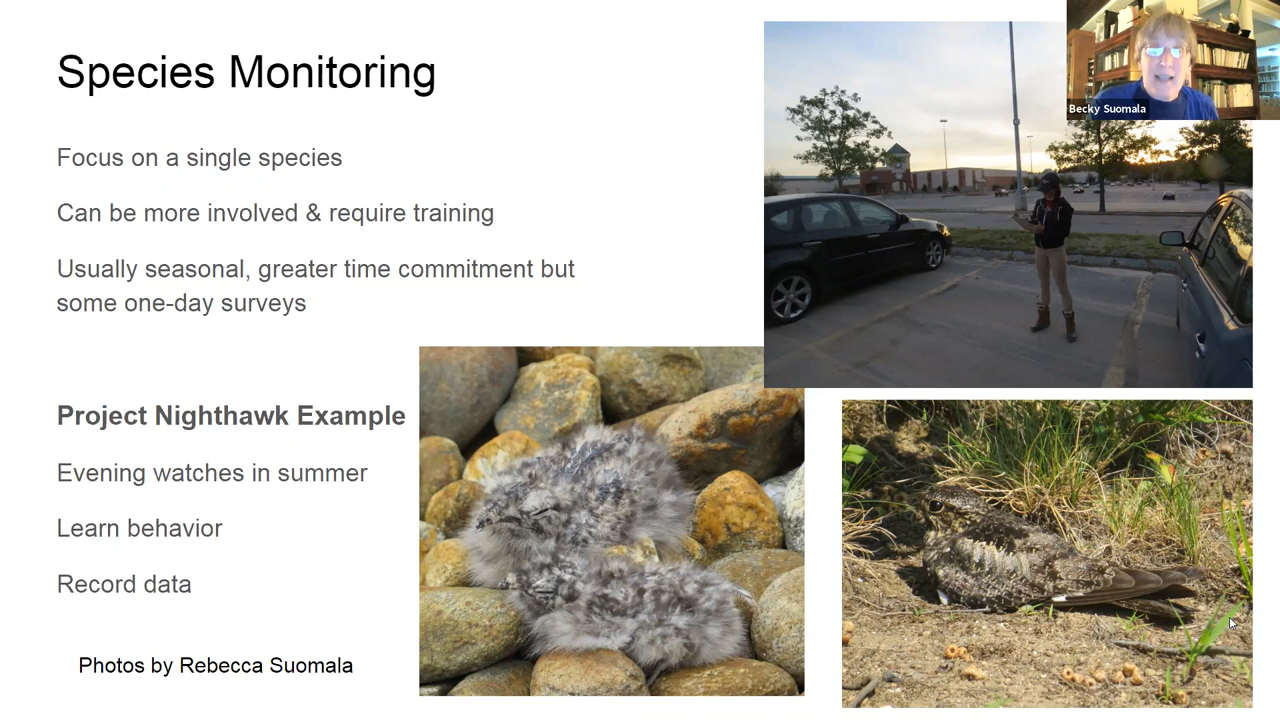 Species Monitoring
Becky Suomala
Focus on a single species
Can be more involved & require training
Usually seasonal, greater time commitment but
some one-day surveys
Project Nighthawk Example
Evening watches in summer
Learn behavior
Record data
Photos by Rebecca Suomala